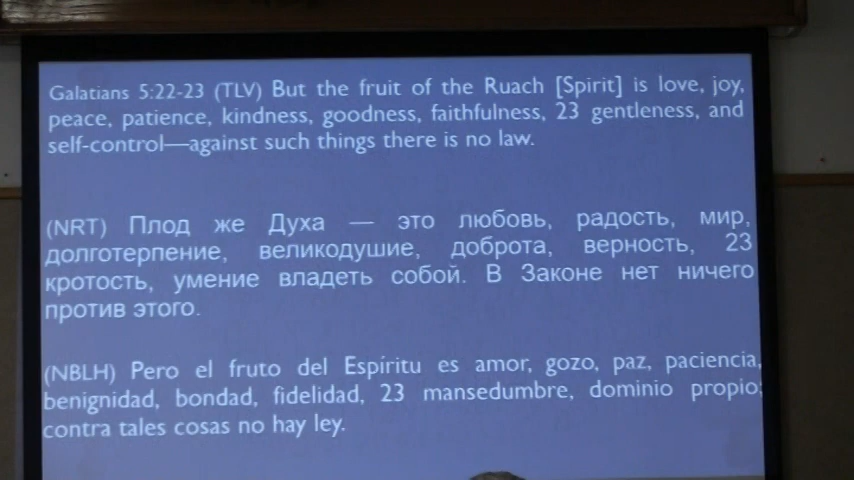 Galatians 5:22-23 (TLV) But the fruit of the Ruach [Spirit] is love, joy,
peace, patience, kindness, goodness, faithfulness, 23 gentleness, and
self-control—against such things there is no law.
(NRT) Плод же Духа — это любовь, радость, мир,
долготерпение, великодушие, доброта, верность, 23
кротость, умение владеть собой. В Законе нет ничего
против этого.
(NBLH) Pero el fruto del Espíritu es amor, gozo, paz, paciencia,
benignidad, bondad, fidelidad, 23 mansedumbre, dominio propio;
contra tales cosas no hay ley.